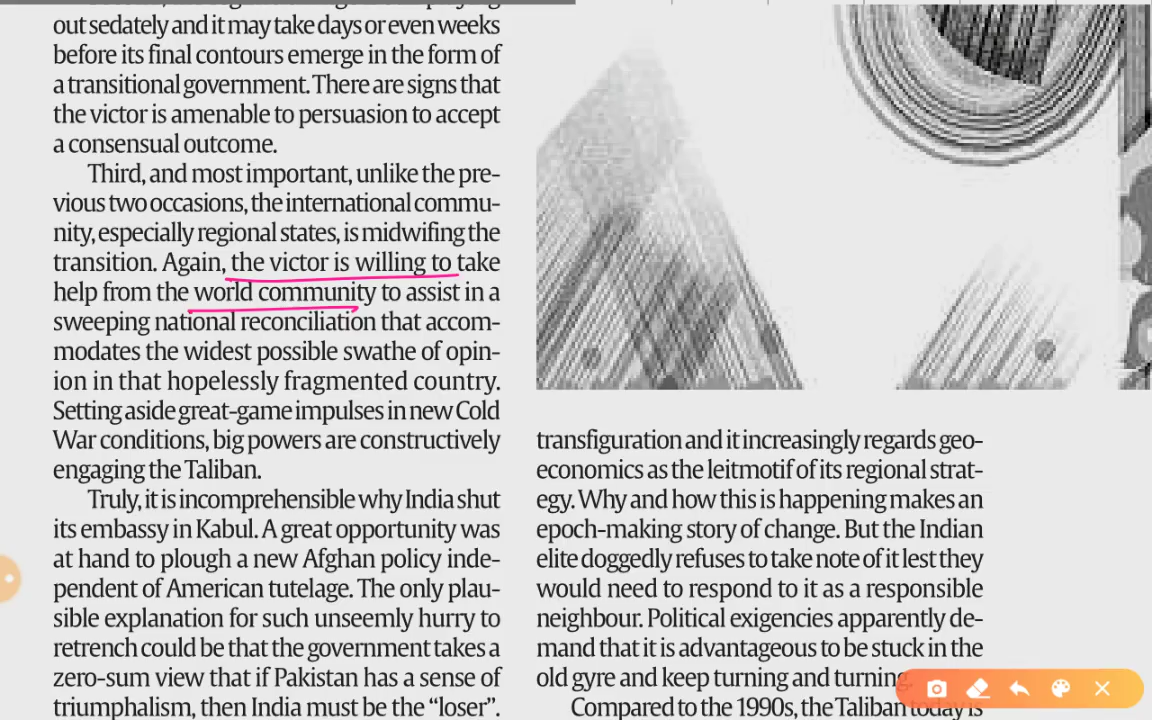 out sedately and it may take days or even weeks
before its final contours emerge in the form of
a transitional government. There are signs that
the victor is amenable to persuasion to accept
a consensual outcome.
Third, and most important, unlike the pre-
vious two occasions, the international commu-
nity, especially regional states, is midwifing the
transition. Again, the victor is willing to take
help from the world community to assist in a
sweeping national reconciliation that accom-
modates the widest possible swathe of opin-
ion in that hopelessly fragmented country.
Setting aside great-game impulses in new Cold
War conditions, big powers are constructively
engaging the Taliban.
Truly, it is incomprehensible why India shut
its embassy in Kabul. A great opportunity was
at hand to plough a new Afghan policy inde-
pendent of American tutelage. The only plau-
sible explanation for such unseemly hurry to
retrench could be that the government takes a
zero-sum view that if Pakistan has a sense of
triumphalism, then India must be the “loser”.
transfiguration and it increasingly regards geo-
economics as the leitmotif of its regional strat-
egy. Why and how this is happening makes an
epoch-making story of change. But the Indian
elite doggedly refuses to take note of it lest they
would need to respond to it as a responsible
neighbour. Political exigencies apparently de-
mand that it is advantageous to be stuck in the
old gyre and keep turning and turning.
Compared to the 1990s, the Taliban today is